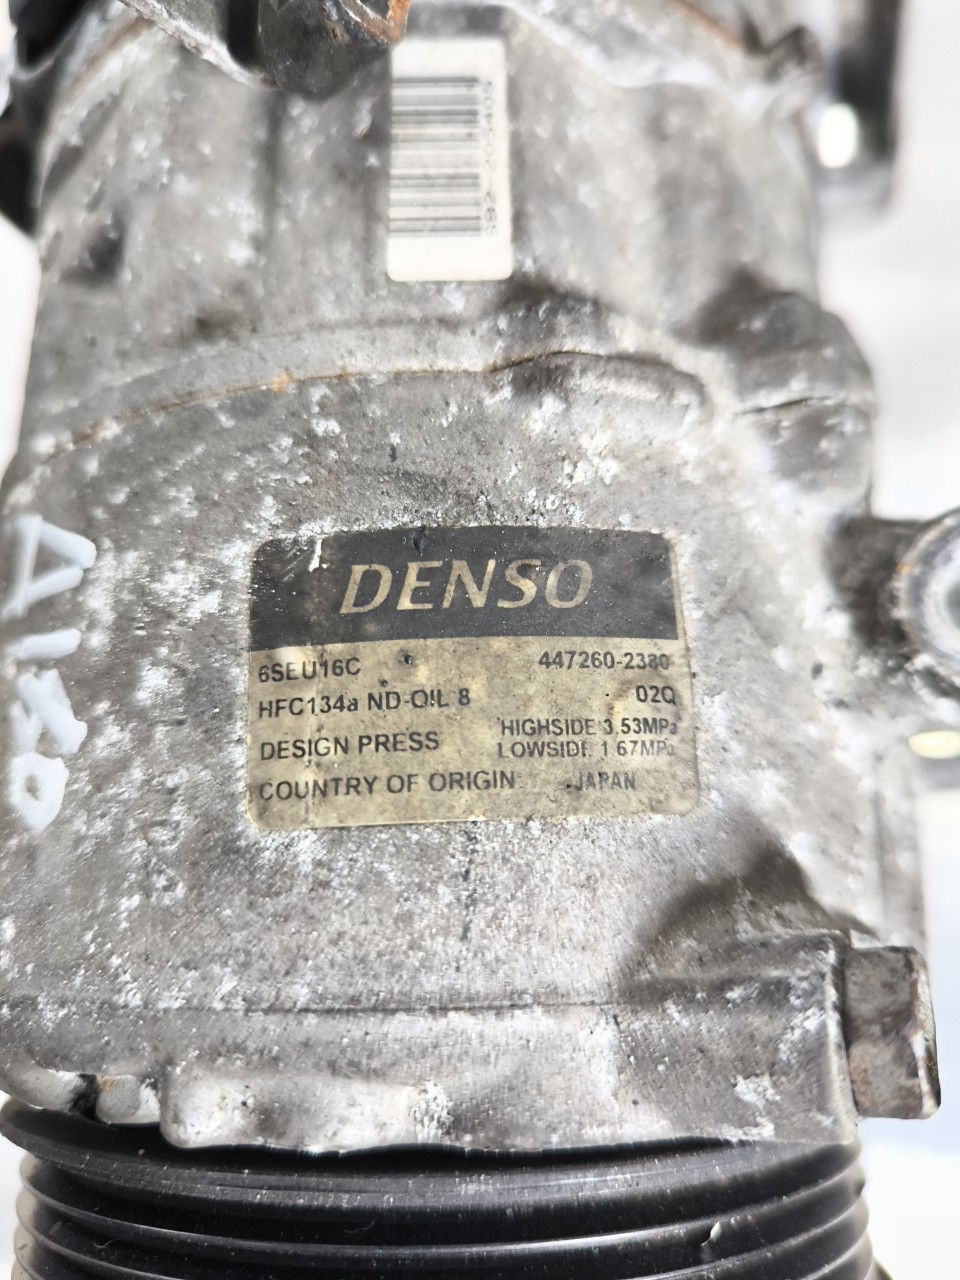 DENSO
6SEU16C 447260-2380
HFC134a ND-OIL 8 02Q
DESIGN PRESS HIGHSIDE 3.53MPa
LOWSIDE 1.67MPa
COUNTRY OF ORIGIN JAPAN